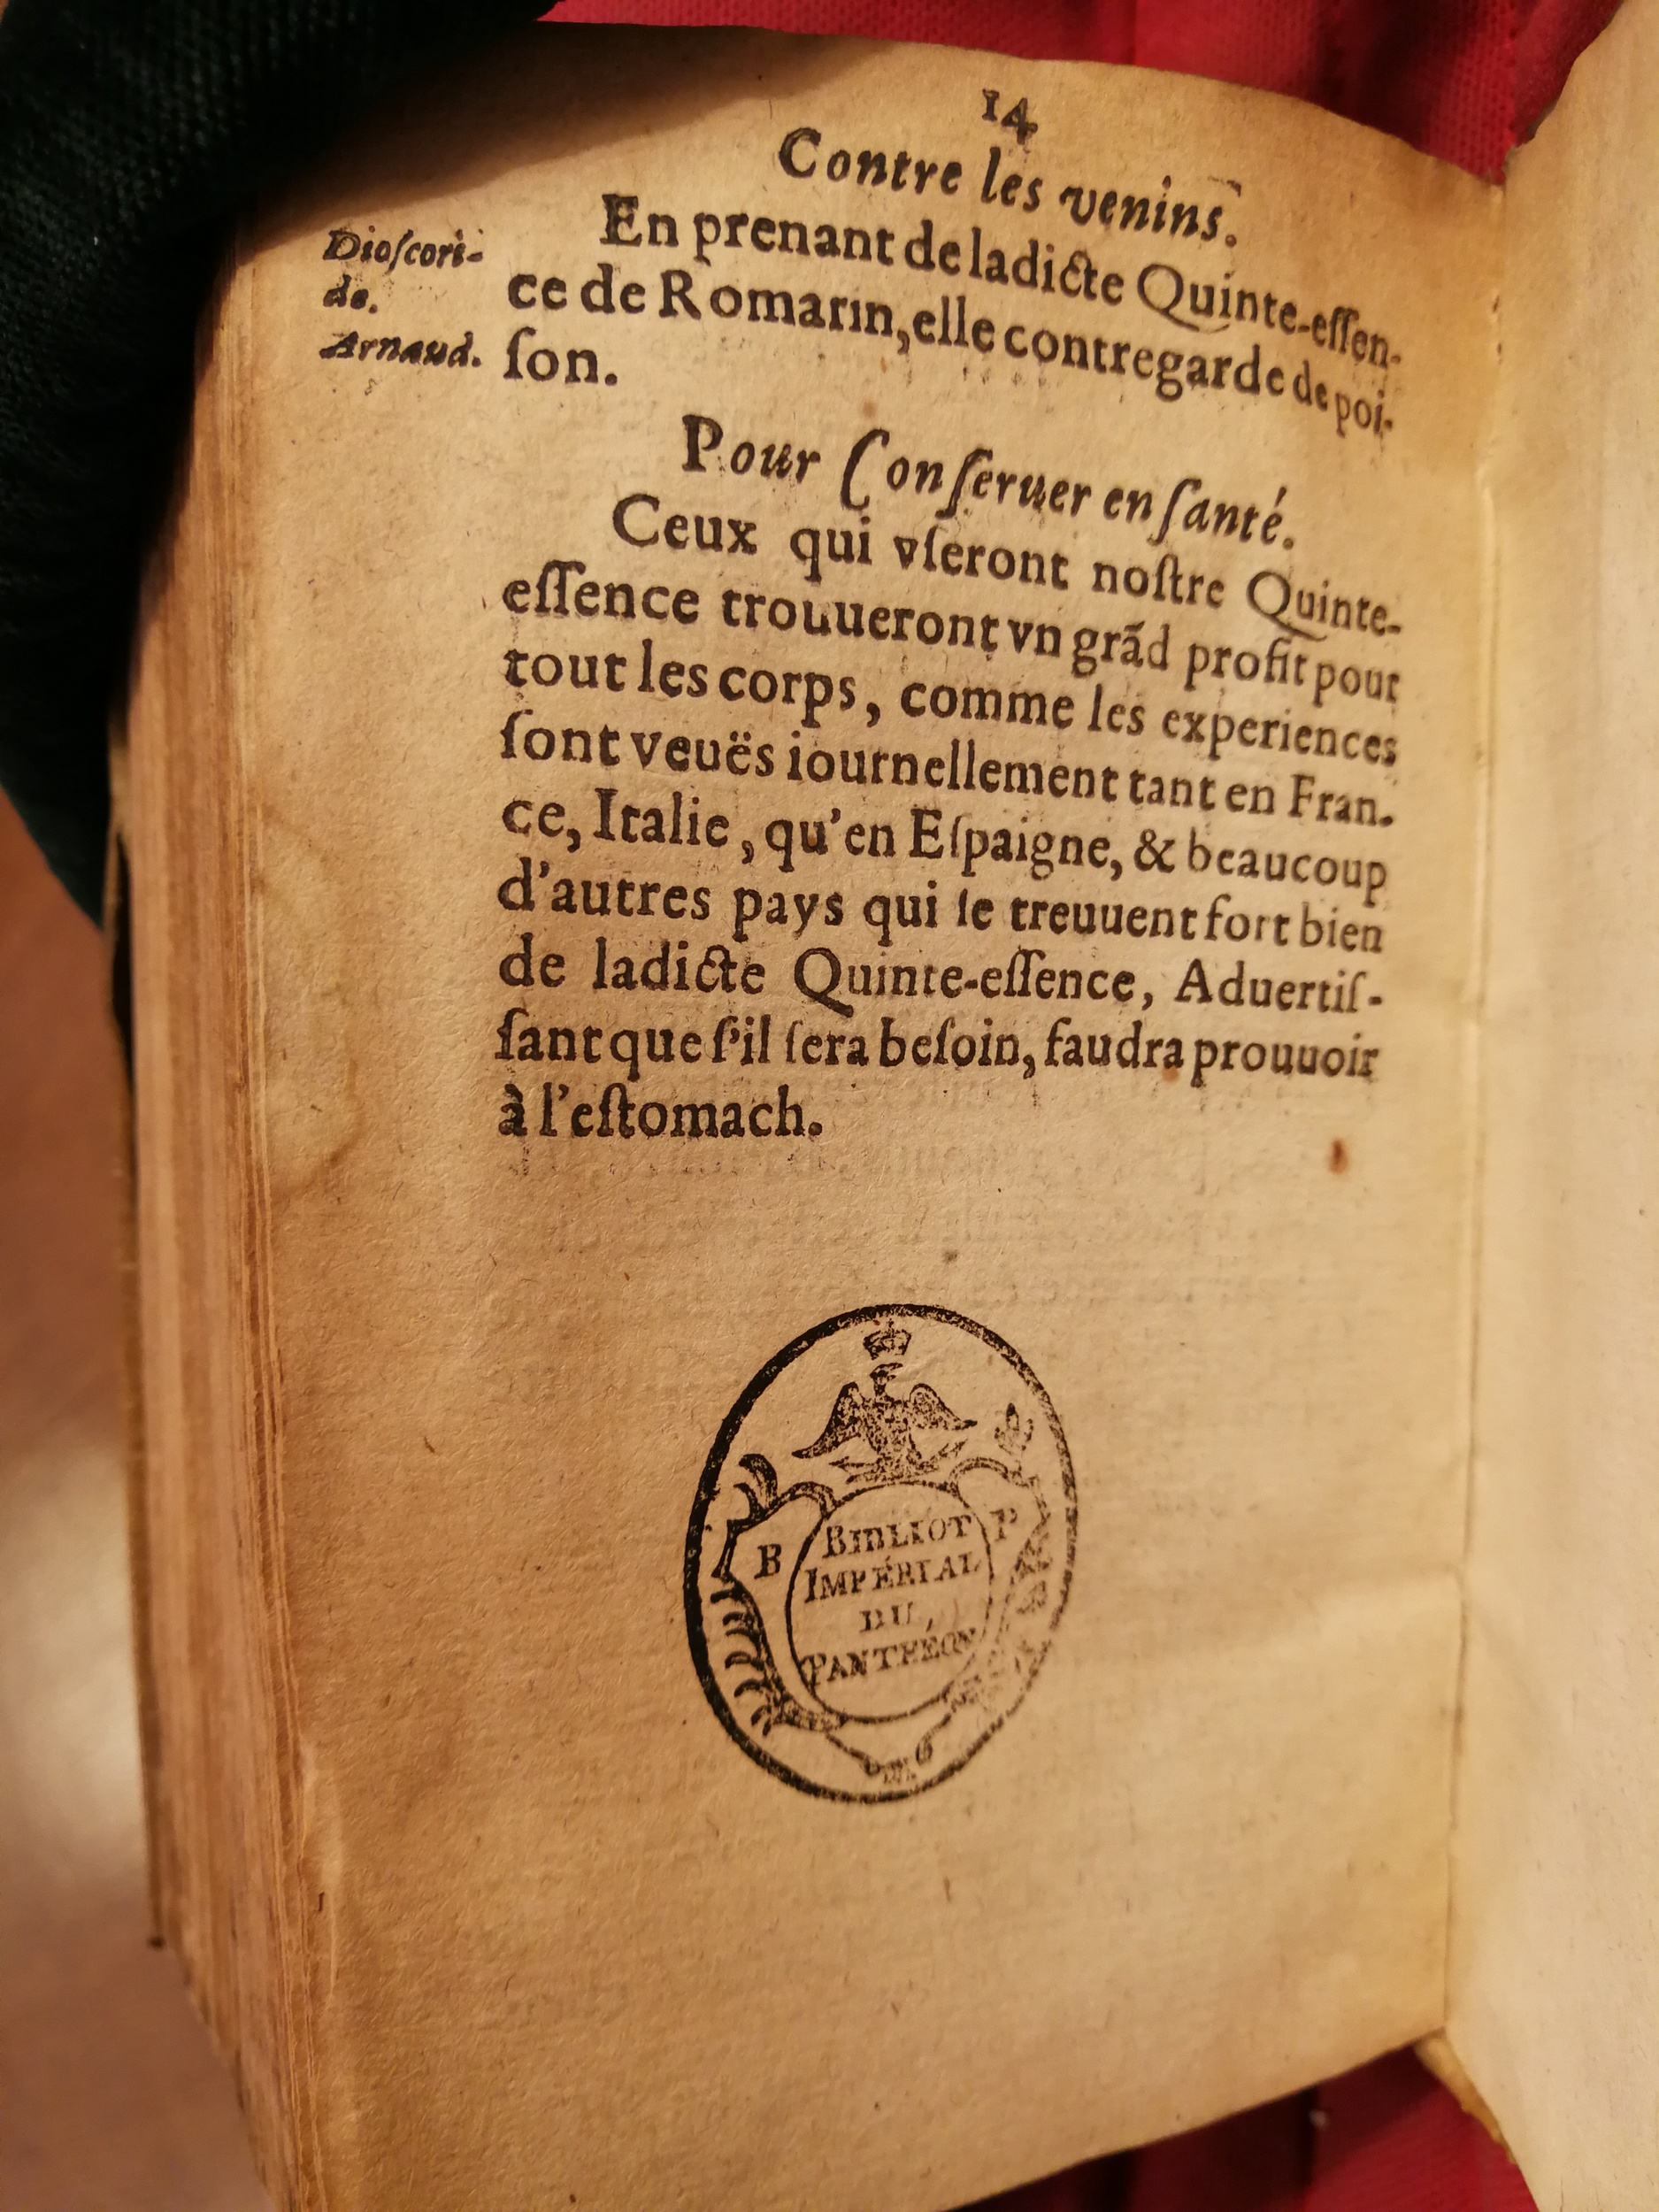 14
Contre les venins.
Dioſcori-
de.
Arnaud.
En prenant de ladicte Quinte-eſſen-
ce de Romarin, elle contregarde de poi-
ſon.
Pour Conſeruer en ſanté.
Ceux qui vſeront noſtre Quinte-
eſſence trouueront vn grãd profit pour
tout les corps, comme les experiences
ſont veuës iournellement tant en Fran-
ce, Italie, qu'en Eſpaigne, & beaucoup
d'autres pays qui ſe treuuent fort bien
de ladicte Quinte-eſſence, Aduertiſ-
ſant que ſ'il ſera beſoin, faudra prouuoir
à l'eſtomach.
B
BIBLIOT
IMPÉRIAL
DU
PANTHÉON
P